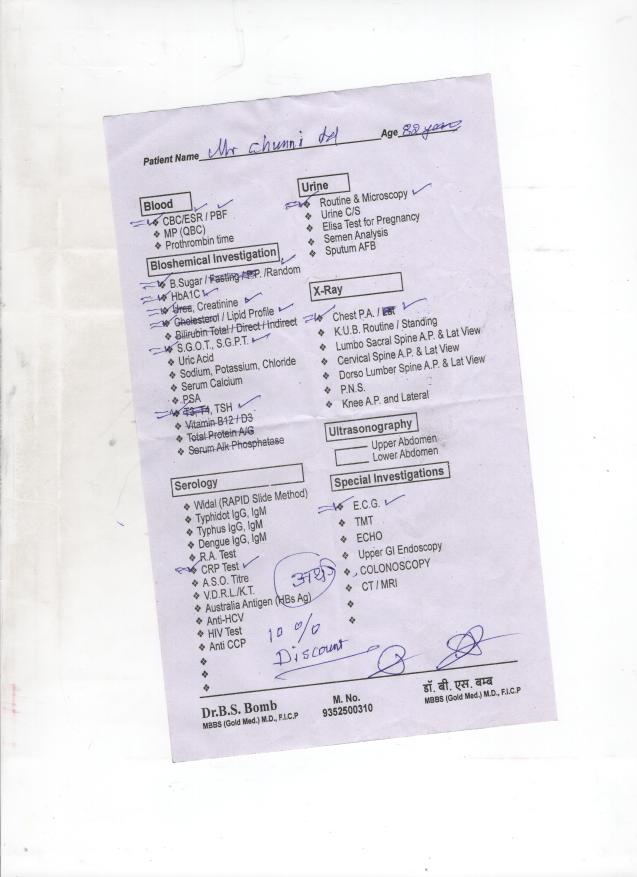 Patient Name Mr Chunni lal Age 88 years
Blood
❖ CBC/ESR / PBF
❖ MP (QBC)
❖ Prothrombin time
Bioshemical Investigation
❖ B.Sugar / Fasting / P.P. /Random
❖ HbA1C
❖ Urea, Creatinine
❖ Cholesterol / Lipid Profile
❖ Bilirubin Total / Direct / Indirect
❖ S.G.O.T., S.G.P.T.
❖ Uric Acid
❖ Sodium, Potassium, Chloride
❖ Serum Calcium
❖ PSA
❖ T3, T4, TSH
❖ Vitamin B12 / D3
❖ Total Protein A/G
❖ Serum Alk Phosphatase
Serology
❖ Widal (RAPID Slide Method)
❖ Typhidot IgG, IgM
❖ Typhus IgG, IgM
❖ Dengue IgG, IgM
❖ R.A. Test
❖ CRP Test
❖ A.S.O. Titre
❖ V.D.R.L./K.T.
❖ Australia Antigen (HBs Ag)
❖ Anti-HCV
❖ HIV Test
❖ Anti CCP
Urine
❖ Routine & Microscopy
❖ Urine C/S
❖ Elisa Test for Pregnancy
❖ Semen Analysis
❖ Sputum AFB
X-Ray
❖ Chest P.A. / Lat
❖ K.U.B. Routine / Standing
❖ Lumbo Sacral Spine A.P. & Lat View
❖ Cervical Spine A.P. & Lat View
❖ Dorso Lumber Spine A.P. & Lat View
❖ P.N.S.
❖ Knee A.P. and Lateral
Ultrasonography
Upper Abdomen
Lower Abdomen
Special Investigations
❖ E.C.G.
❖ TMT
❖ ECHO
❖ Upper GI Endoscopy
❖ COLONOSCOPY
❖ CT / MRI
10 %
Discount
Dr.B.S. Bomb
MBBS (Gold Med.) M.D., F.I.C.P
M. No.
9352500310
डॉ. बी. एस. बम्ब
MBBS (Gold Med.) M.D., F.I.C.P